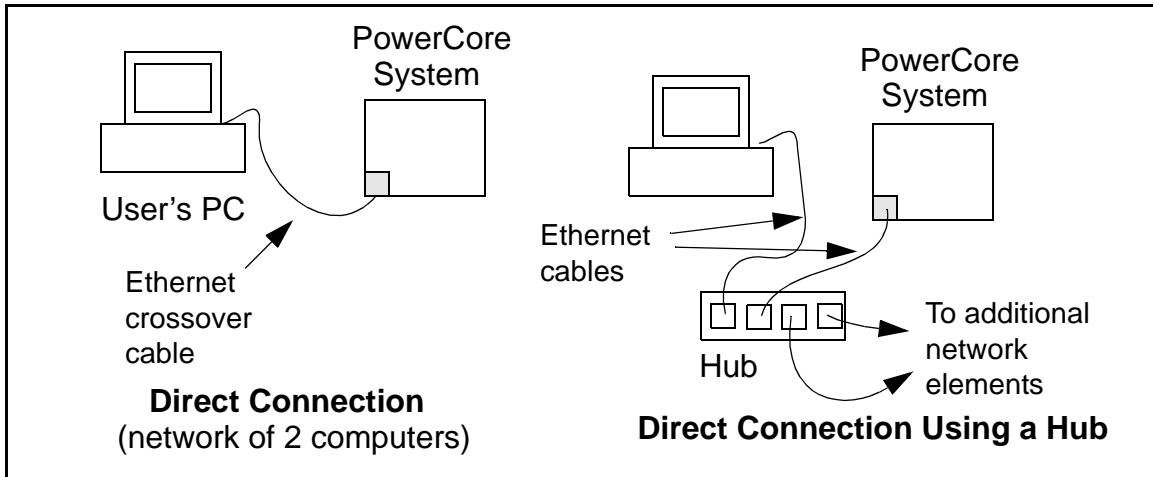 PowerCore
System
User's PC
Ethernet
crossover
cable
Direct Connection
(network of 2 computers)
PowerCore
System
Ethernet
cables
Hub
To additional
network
elements
Direct Connection Using a Hub